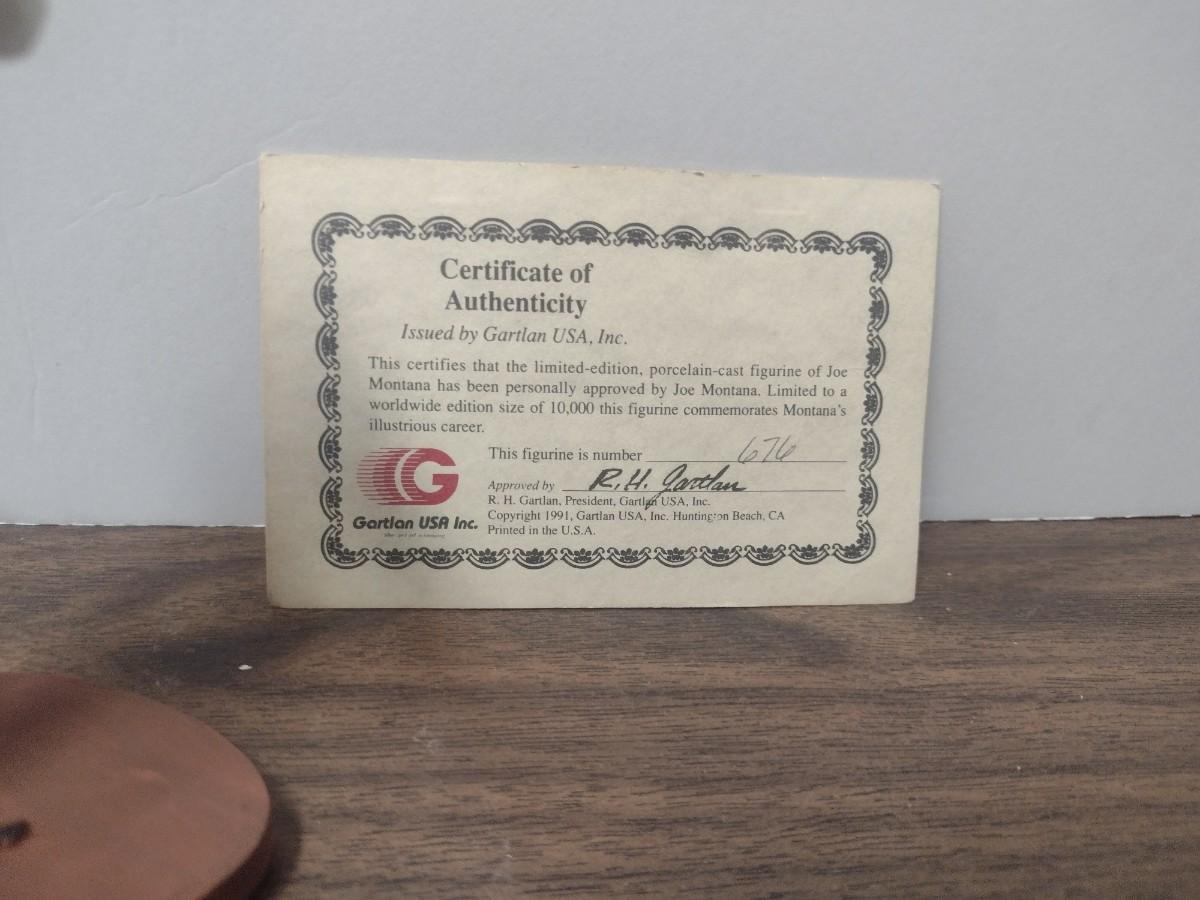 Certificate of
Authenticity
Issued by Gartlan USA, Inc.
This certifies that the limited-edition, porcelain-cast figurine of Joe
Montana has been personally approved by Joe Montana. Limited to a
worldwide edition size of 10,000 this figurine commemorates Montana's
illustrious career.
This figurine is number 676
Approved by R. H. Gartlan
R. H. Gartlan, President, Gartlan USA, Inc.
Copyright 1991, Gartlan USA, Inc. Huntington Beach, CA
Printed in the U.S.A.
G
Gartlan USA Inc.